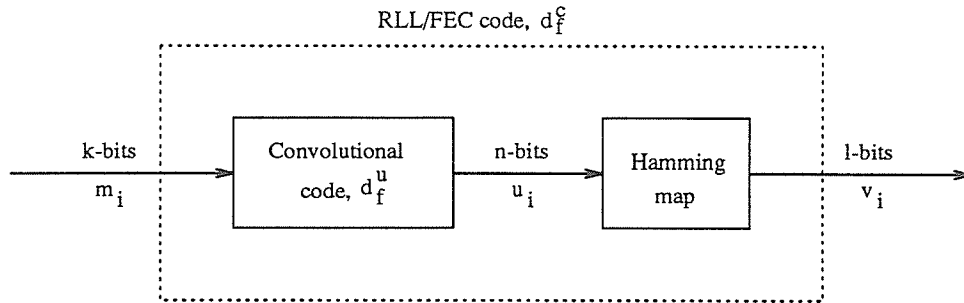 RLL/FEC code, d_f^c
k-bits
m_i
Convolutional
code, d_f^u
n-bits
u_i
Hamming
map
l-bits
v_i